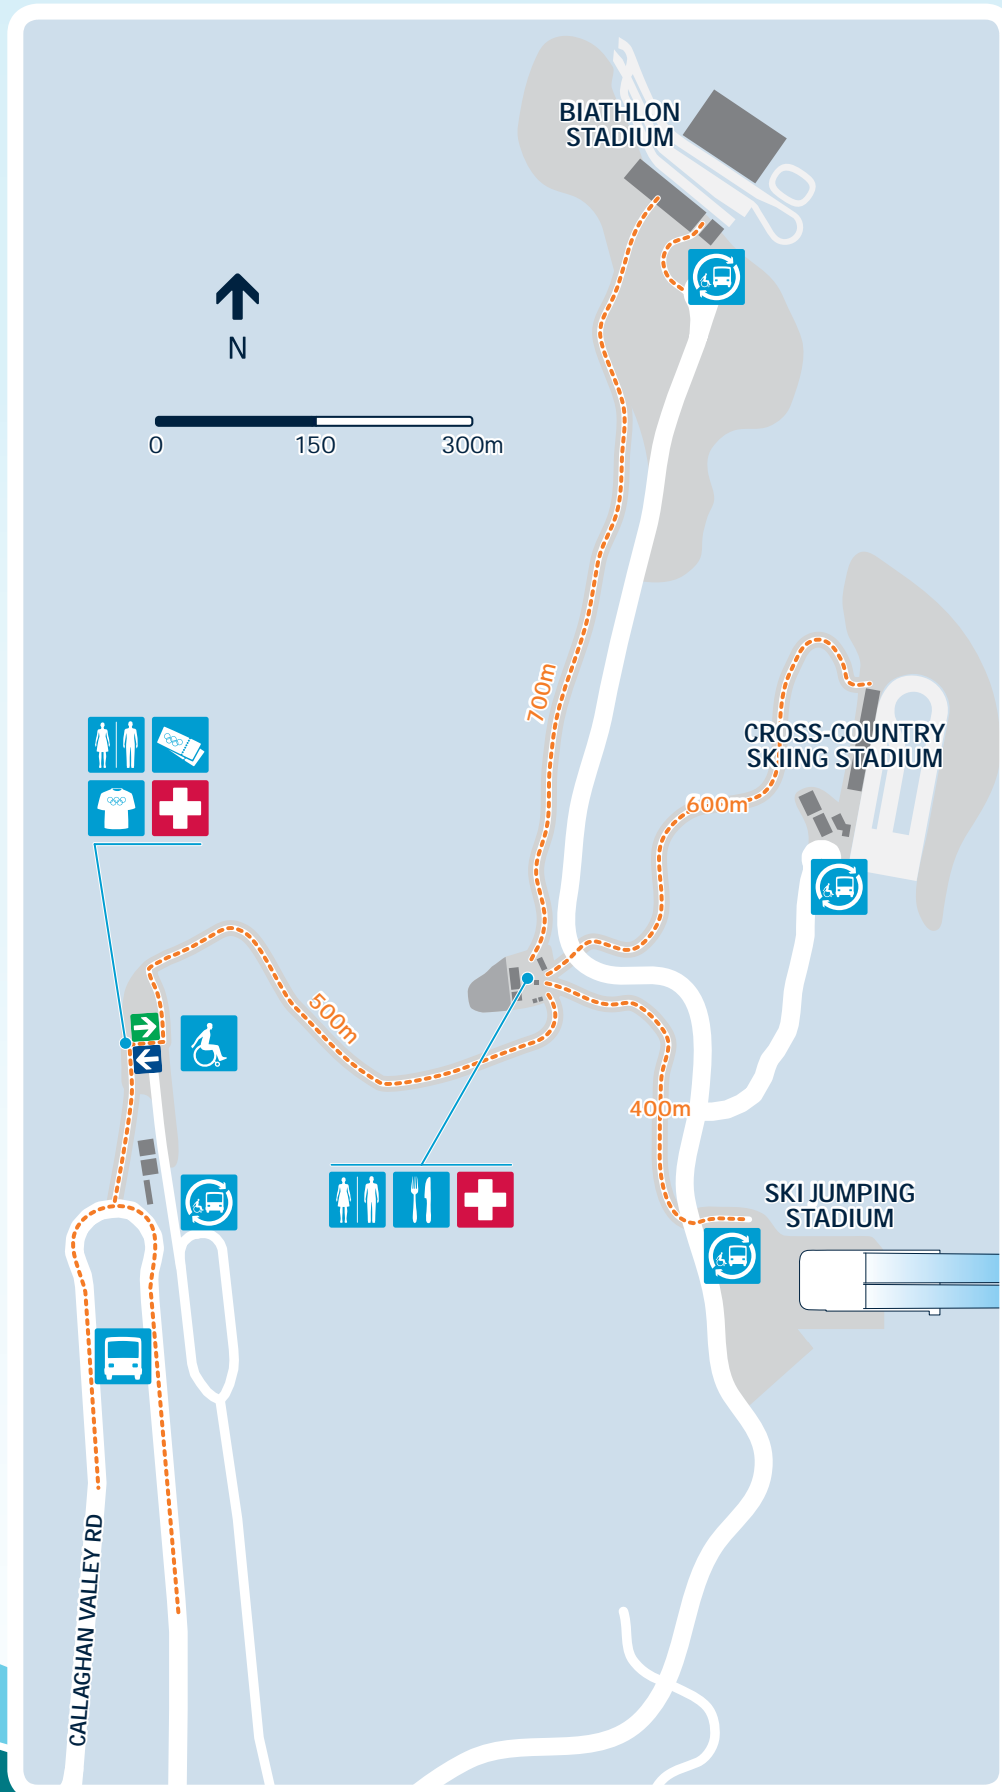 BIATHLON
STADIUM
N
0 150 300m
700m
CROSS-COUNTRY
SKIING STADIUM
600m
500m
400m
SKI JUMPING
STADIUM
CALLAGHAN VALLEY RD